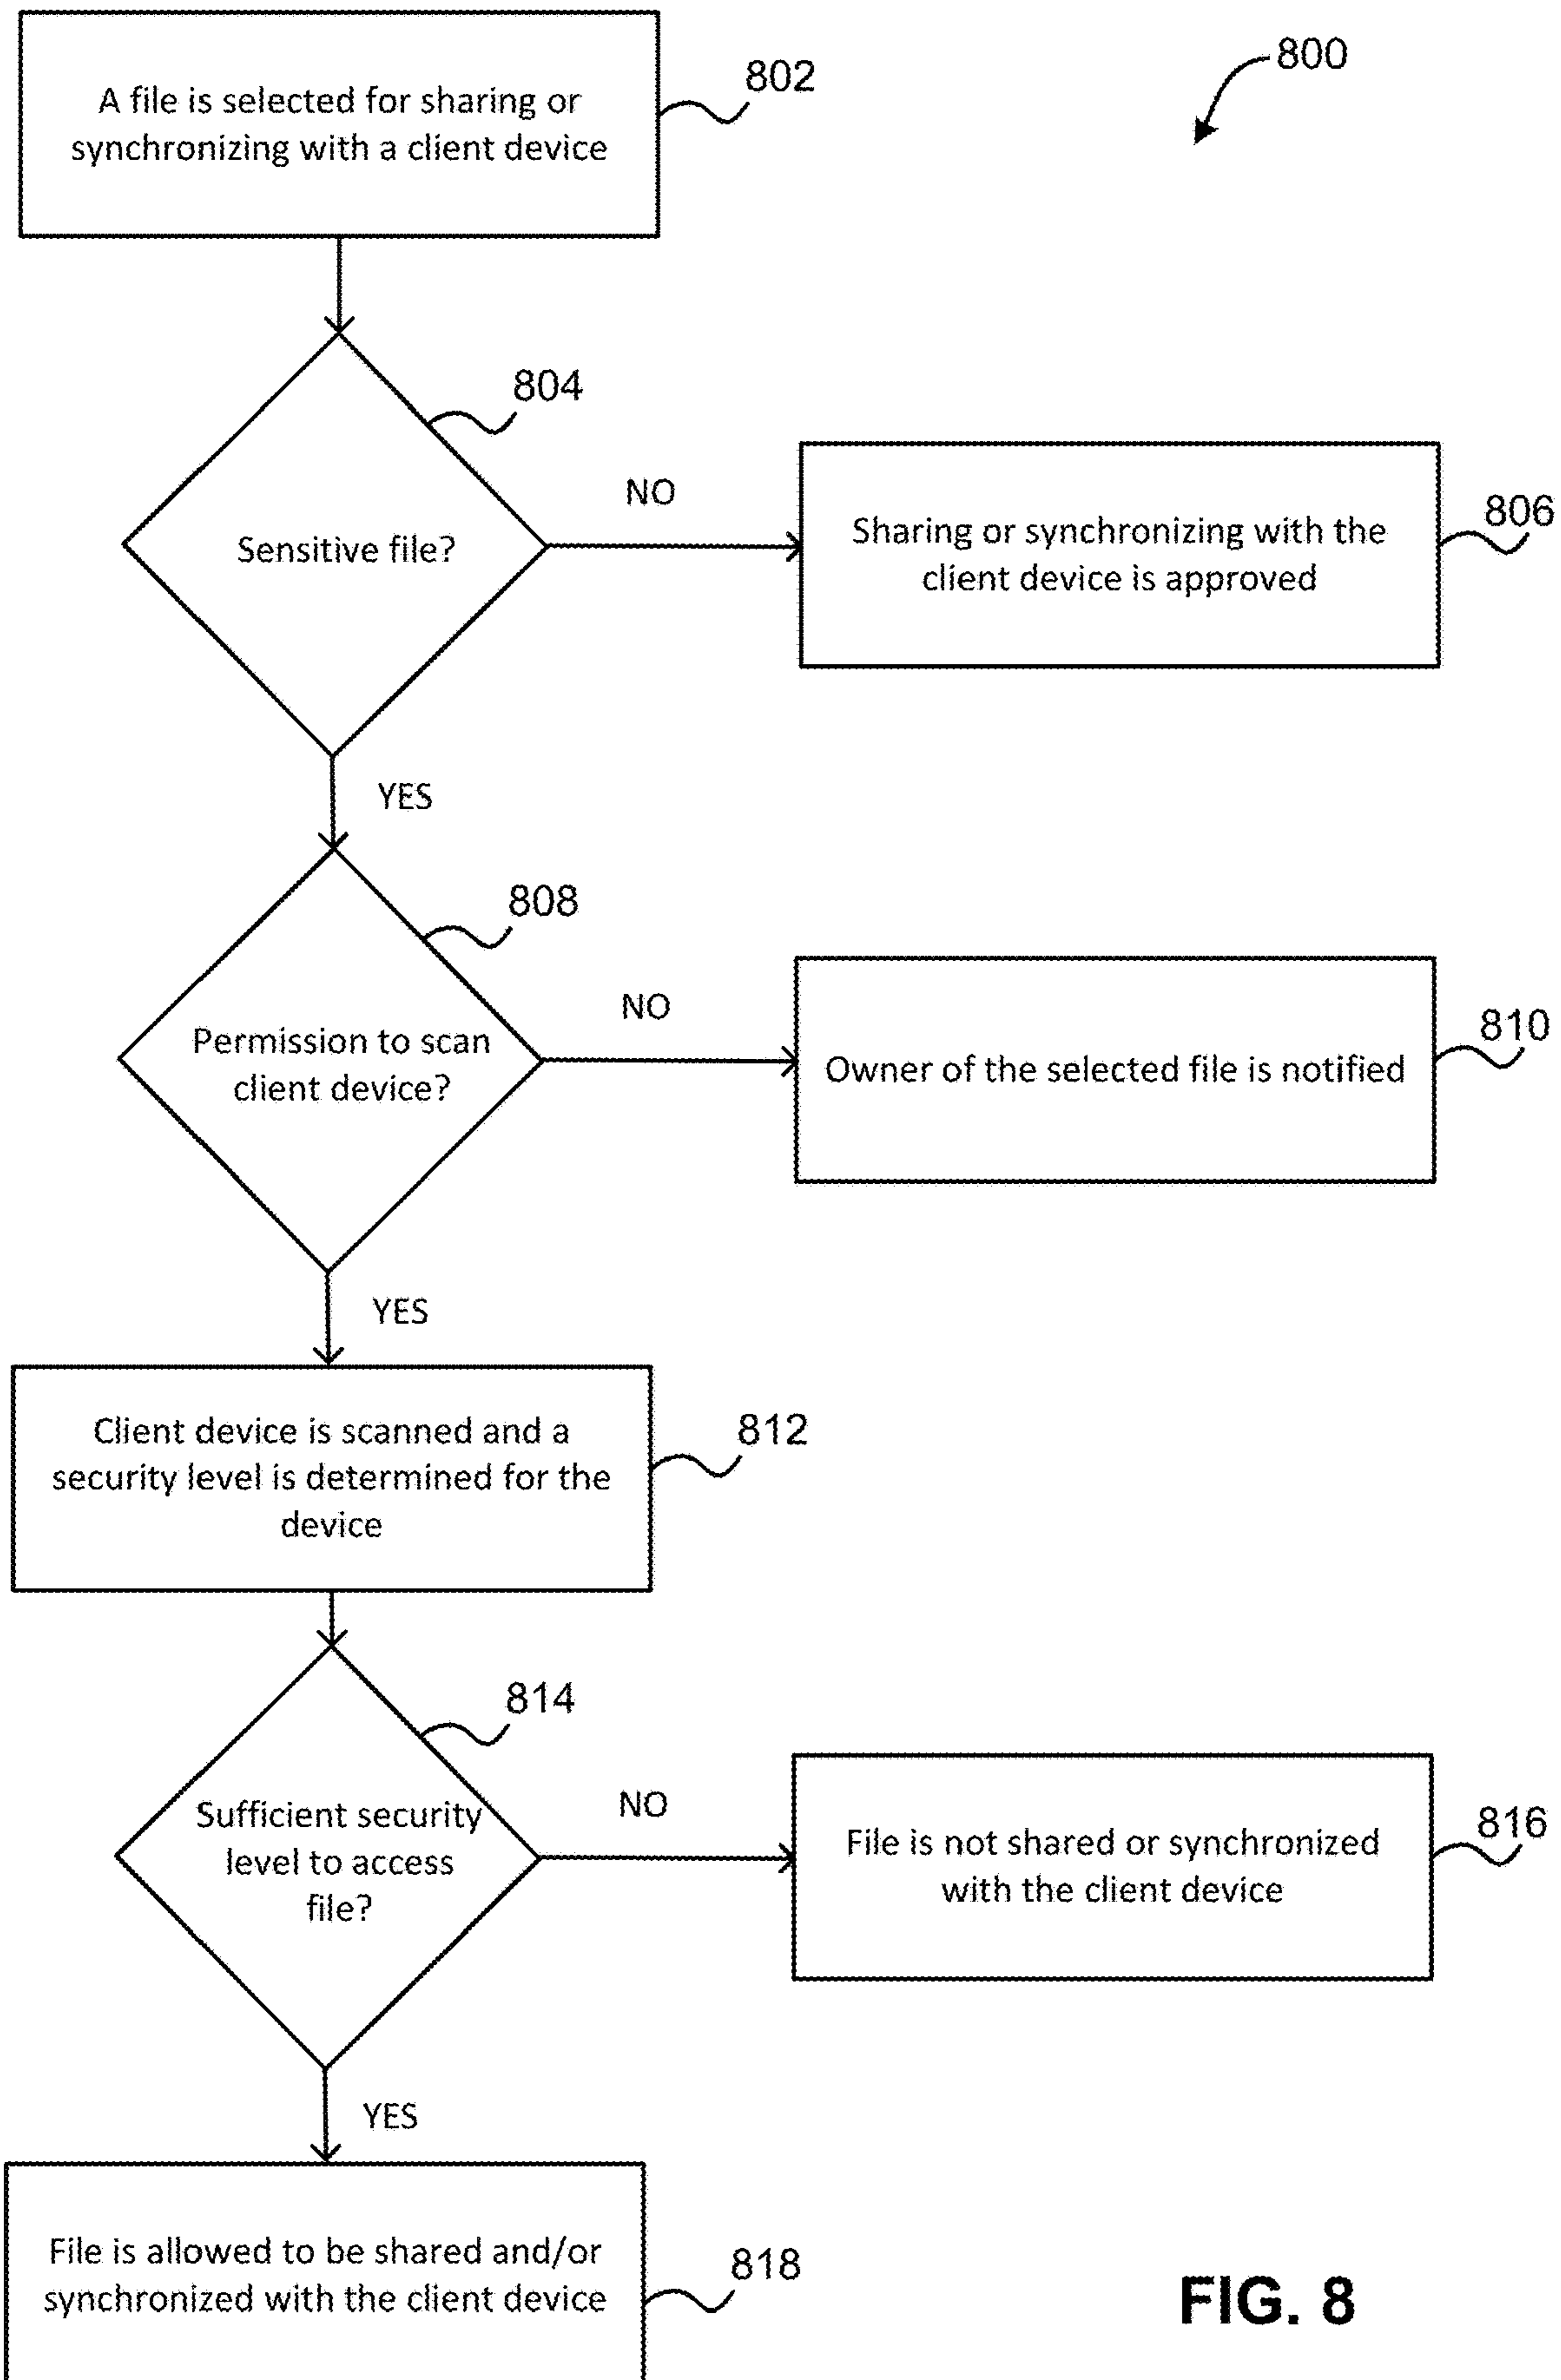 800
A file is selected for sharing or
synchronizing with a client device
802
804
Sensitive file?
NO
Sharing or synchronizing with the
client device is approved
806
YES
808
Permission to scan
client device?
NO
Owner of the selected file is notified
810
YES
Client device is scanned and a
security level is determined for the
device
812
814
Sufficient security
level to access
file?
NO
File is not shared or synchronized
with the client device
816
YES
File is allowed to be shared and/or
synchronized with the client device
818
FIG. 8